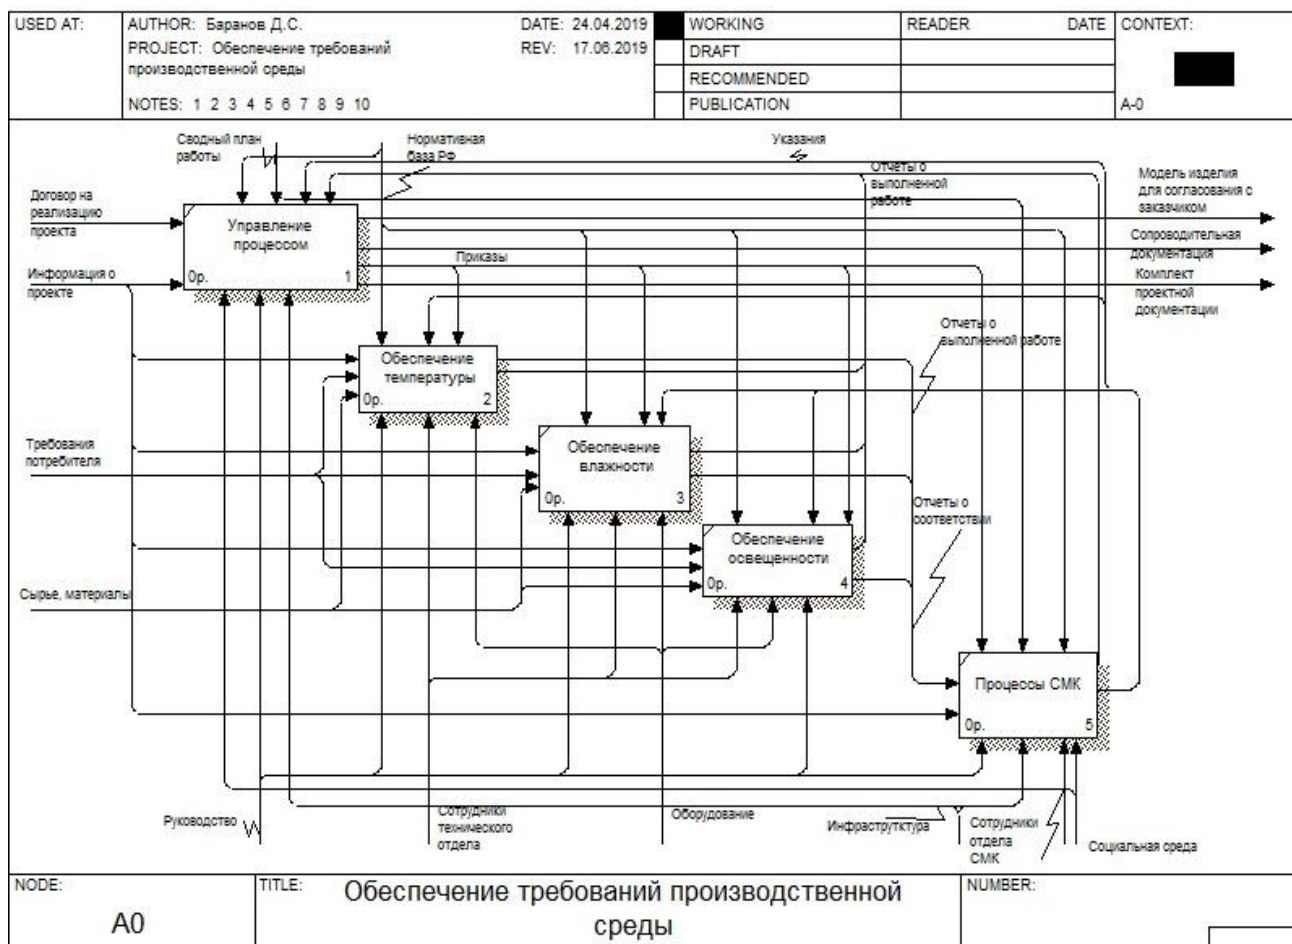 USED AT:
AUTHOR: Баранов Д.С.
DATE: 24.04.2019
PROJECT: Обеспечение требований
производственной среды
REV: 17.06.2019
NOTES: 1 2 3 4 5 6 7 8 9 10
WORKING
DRAFT
RECOMMENDED
PUBLICATION
READER
DATE
CONTEXT:
A-0
Сводный план
работы
Нормативная
база РФ
Указания
Отчеты о
выполненной
работе
Модель изделия
для согласования с
заказчиком
Договор на
реализацию
проекта
Управление
процессом
0р.
1
Сопроводительная
документация
Приказы
Информация о
проекте
Комплект
проектной
документации
Отчеты о
выполненной работе
Обеспечение
температуры
0р.
2
Требования
потребителя
Обеспечение
влажности
0р.
3
Отчеты о
соответствии
Обеспечение
освещенности
0р.
4
Сырье, материалы
Процессы СМК
0р.
5
Руководство
Сотрудники
технического
отдела
Оборудование
Инфраструтктура
Сотрудники
отдела
СМК
Социальная среда
NODE:
A0
TITLE:
Обеспечение требований производственной
среды
NUMBER: